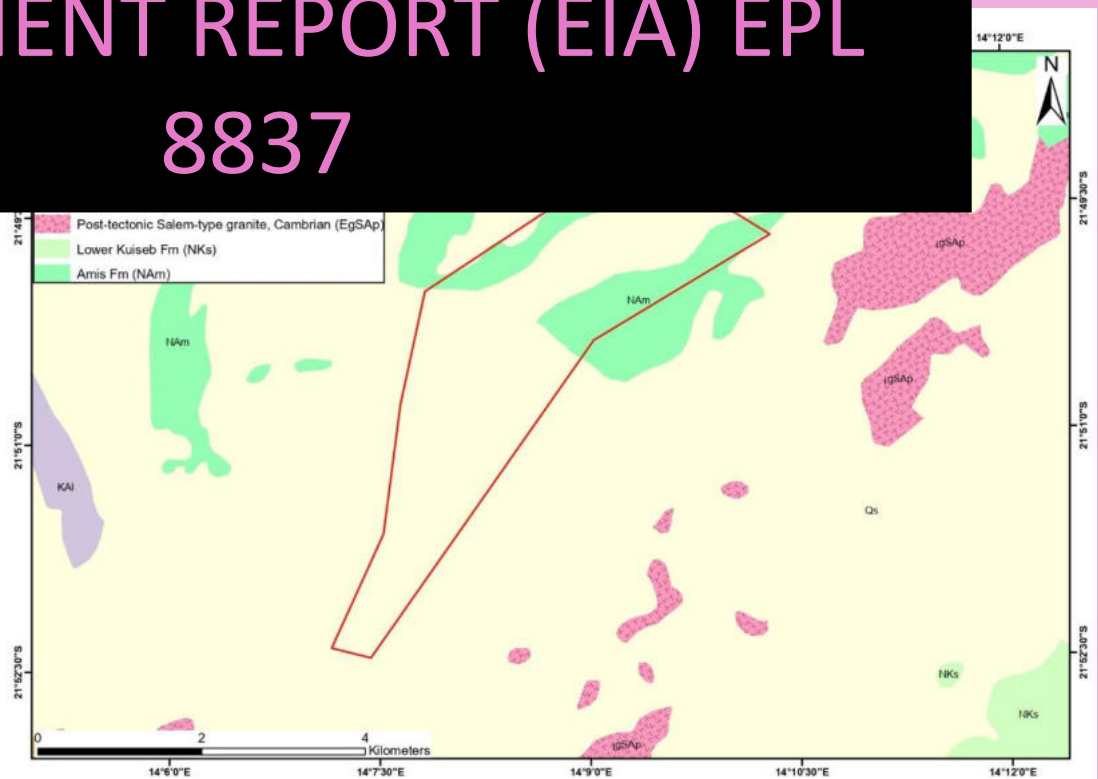 MENT REPORT (EIA) EPL
8837
14°12'0"E
N
21°49'30"S
Post-tectonic Salem-type granite, Cambrian (EgSAp)
Lower Kuiseb Fm (NKs)
Amis Fm (NAm)
NAm
NAm
KAl
Qs
21°51'0"S
21°51'0"S
21°52'30"S
21°52'30"S
NKs
NKs
0 2 4
Kilometers
14°6'0"E 14°7'30"E 14°9'0"E 14°10'30"E 14°12'0"E